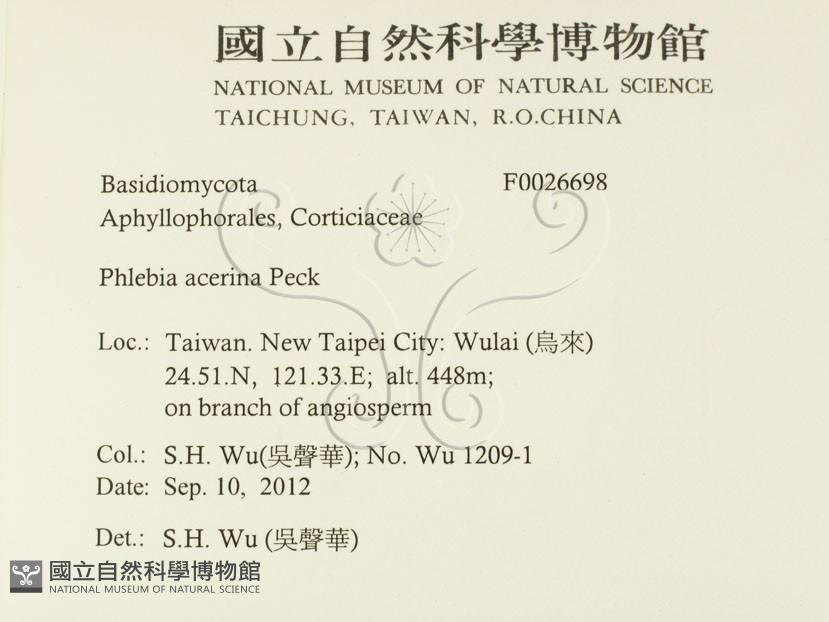 國立自然科學博物館
NATIONAL MUSEUM OF NATURAL SCIENCE
TAICHUNG, TAIWAN, R.O.CHINA
Basidiomycota F0026698
Aphyllophorales, Corticiaceae
Phlebia acerina Peck
Loc.: Taiwan. New Taipei City: Wulai (烏來)
24.51.N, 121.33.E; alt. 448m;
on branch of angiosperm
Col.: S.H. Wu(吳聲華); No. Wu 1209-1
Date: Sep. 10, 2012
Det.: S.H. Wu (吳聲華)
國立自然科學博物館
NATIONAL MUSEUM OF NATURAL SCIENCE